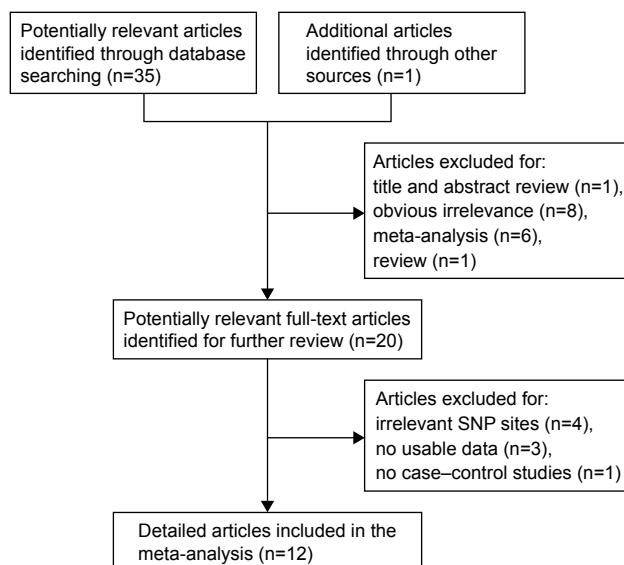 Potentially relevant articles
identified through database
searching (n=35)
Additional articles
identified through other
sources (n=1)
Articles excluded for:
title and abstract review (n=1),
obvious irrelevance (n=8),
meta-analysis (n=6),
review (n=1)
Potentially relevant full-text articles
identified for further review (n=20)
Articles excluded for:
irrelevant SNP sites (n=4),
no usable data (n=3),
no case–control studies (n=1)
Detailed articles included in the
meta-analysis (n=12)